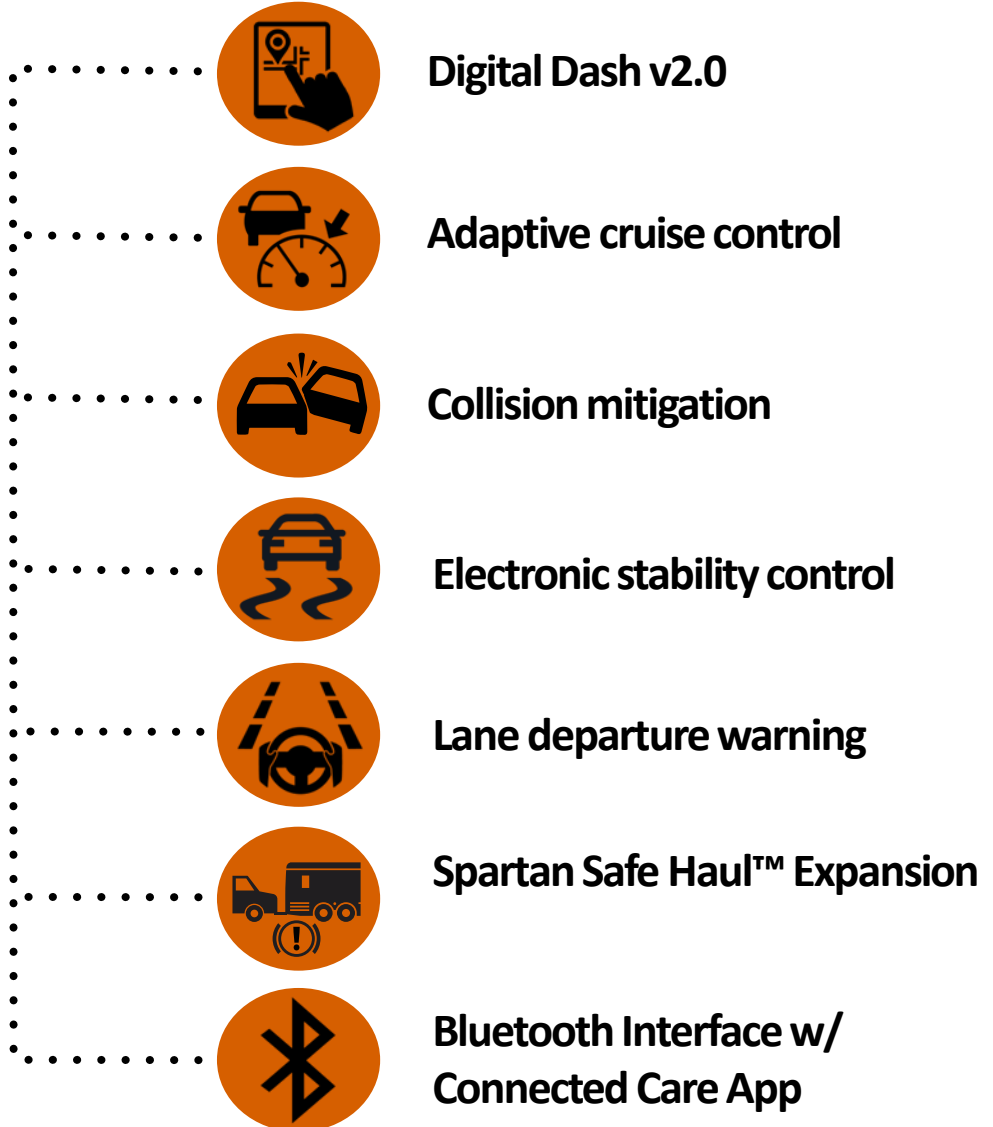 Digital Dash v2.0
Adaptive cruise control
Collision mitigation
Electronic stability control
Lane departure warning
Spartan Safe Haul™ Expansion
Bluetooth Interface w/
Connected Care App